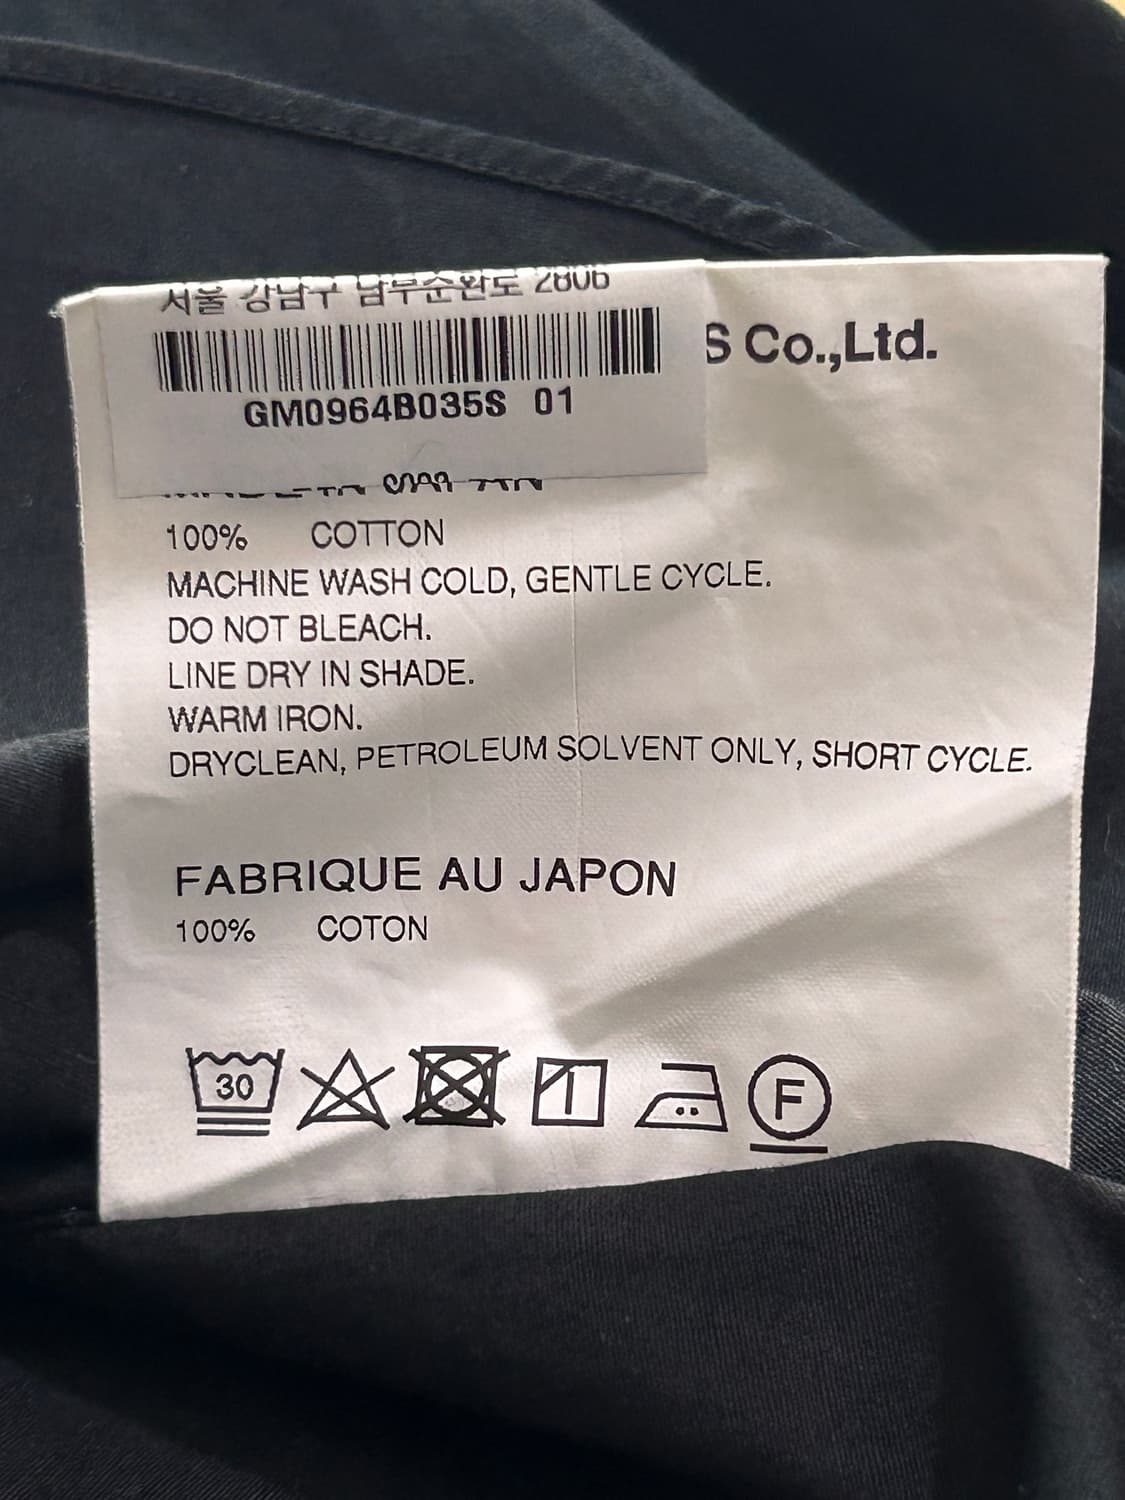 서울 강남구 남부순환로 2806
S Co.,Ltd.
GM0964B035S 01
100% COTTON
MACHINE WASH COLD, GENTLE CYCLE.
DO NOT BLEACH.
LINE DRY IN SHADE.
WARM IRON.
DRYCLEAN, PETROLEUM SOLVENT ONLY, SHORT CYCLE.
FABRIQUE AU JAPON
100% COTON
30
F